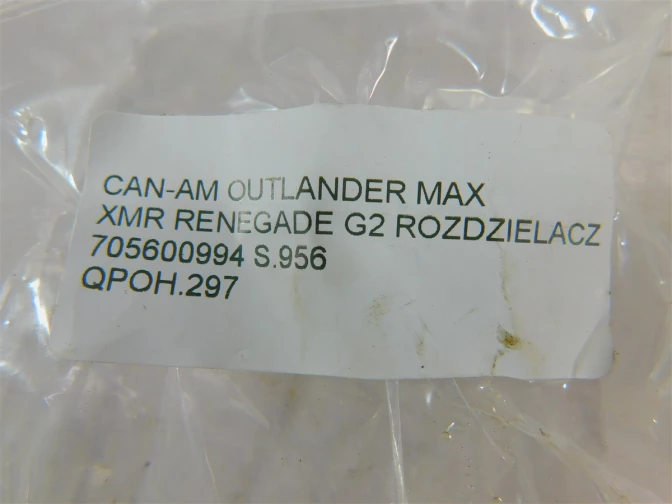 CAN-AM OUTLANDER MAX
XMR RENEGADE G2 ROZDZIELACZ
705600994 S.956
QPOH.297